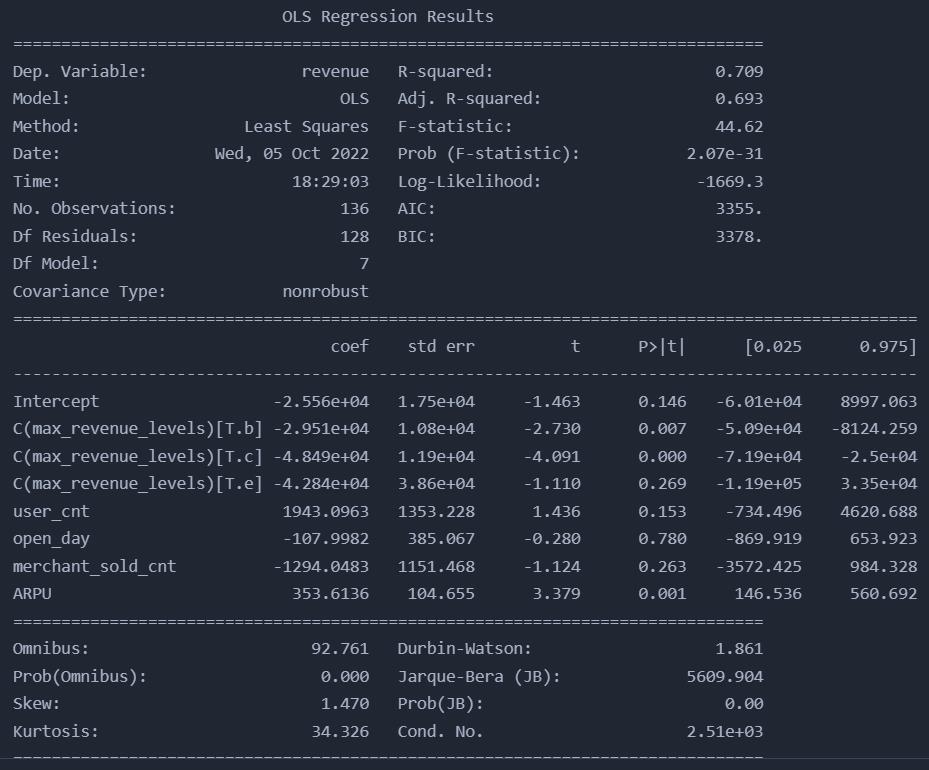 OLS Regression Results
==============================================================================
Dep. Variable: revenue R-squared: 0.709
Model: OLS Adj. R-squared: 0.693
Method: Least Squares F-statistic: 44.62
Date: Wed, 05 Oct 2022 Prob (F-statistic): 2.07e-31
Time: 18:29:03 Log-Likelihood: -1669.3
No. Observations: 136 AIC: 3355.
Df Residuals: 128 BIC: 3378.
Df Model: 7
Covariance Type: nonrobust
==============================================================================================
coef std err t P>|t| [0.025 0.975]
----------------------------------------------------------------------------------------------
Intercept -2.556e+04 1.75e+04 -1.463 0.146 -6.01e+04 8997.063
C(max_revenue_levels)[T.b] -2.951e+04 1.08e+04 -2.730 0.007 -5.09e+04 -8124.259
C(max_revenue_levels)[T.c] -4.849e+04 1.19e+04 -4.091 0.000 -7.19e+04 -2.5e+04
C(max_revenue_levels)[T.e] -4.284e+04 3.86e+04 -1.110 0.269 -1.19e+05 3.35e+04
user_cnt 1943.0963 1353.228 1.436 0.153 -734.496 4620.688
open_day -107.9982 385.067 -0.280 0.780 -869.919 653.923
merchant_sold_cnt -1294.0483 1151.468 -1.124 0.263 -3572.425 984.328
ARPU 353.6136 104.655 3.379 0.001 146.536 560.692
==============================================================================
Omnibus: 92.761 Durbin-Watson: 1.861
Prob(Omnibus): 0.000 Jarque-Bera (JB): 5609.904
Skew: 1.470 Prob(JB): 0.00
Kurtosis: 34.326 Cond. No. 2.51e+03
==============================================================================